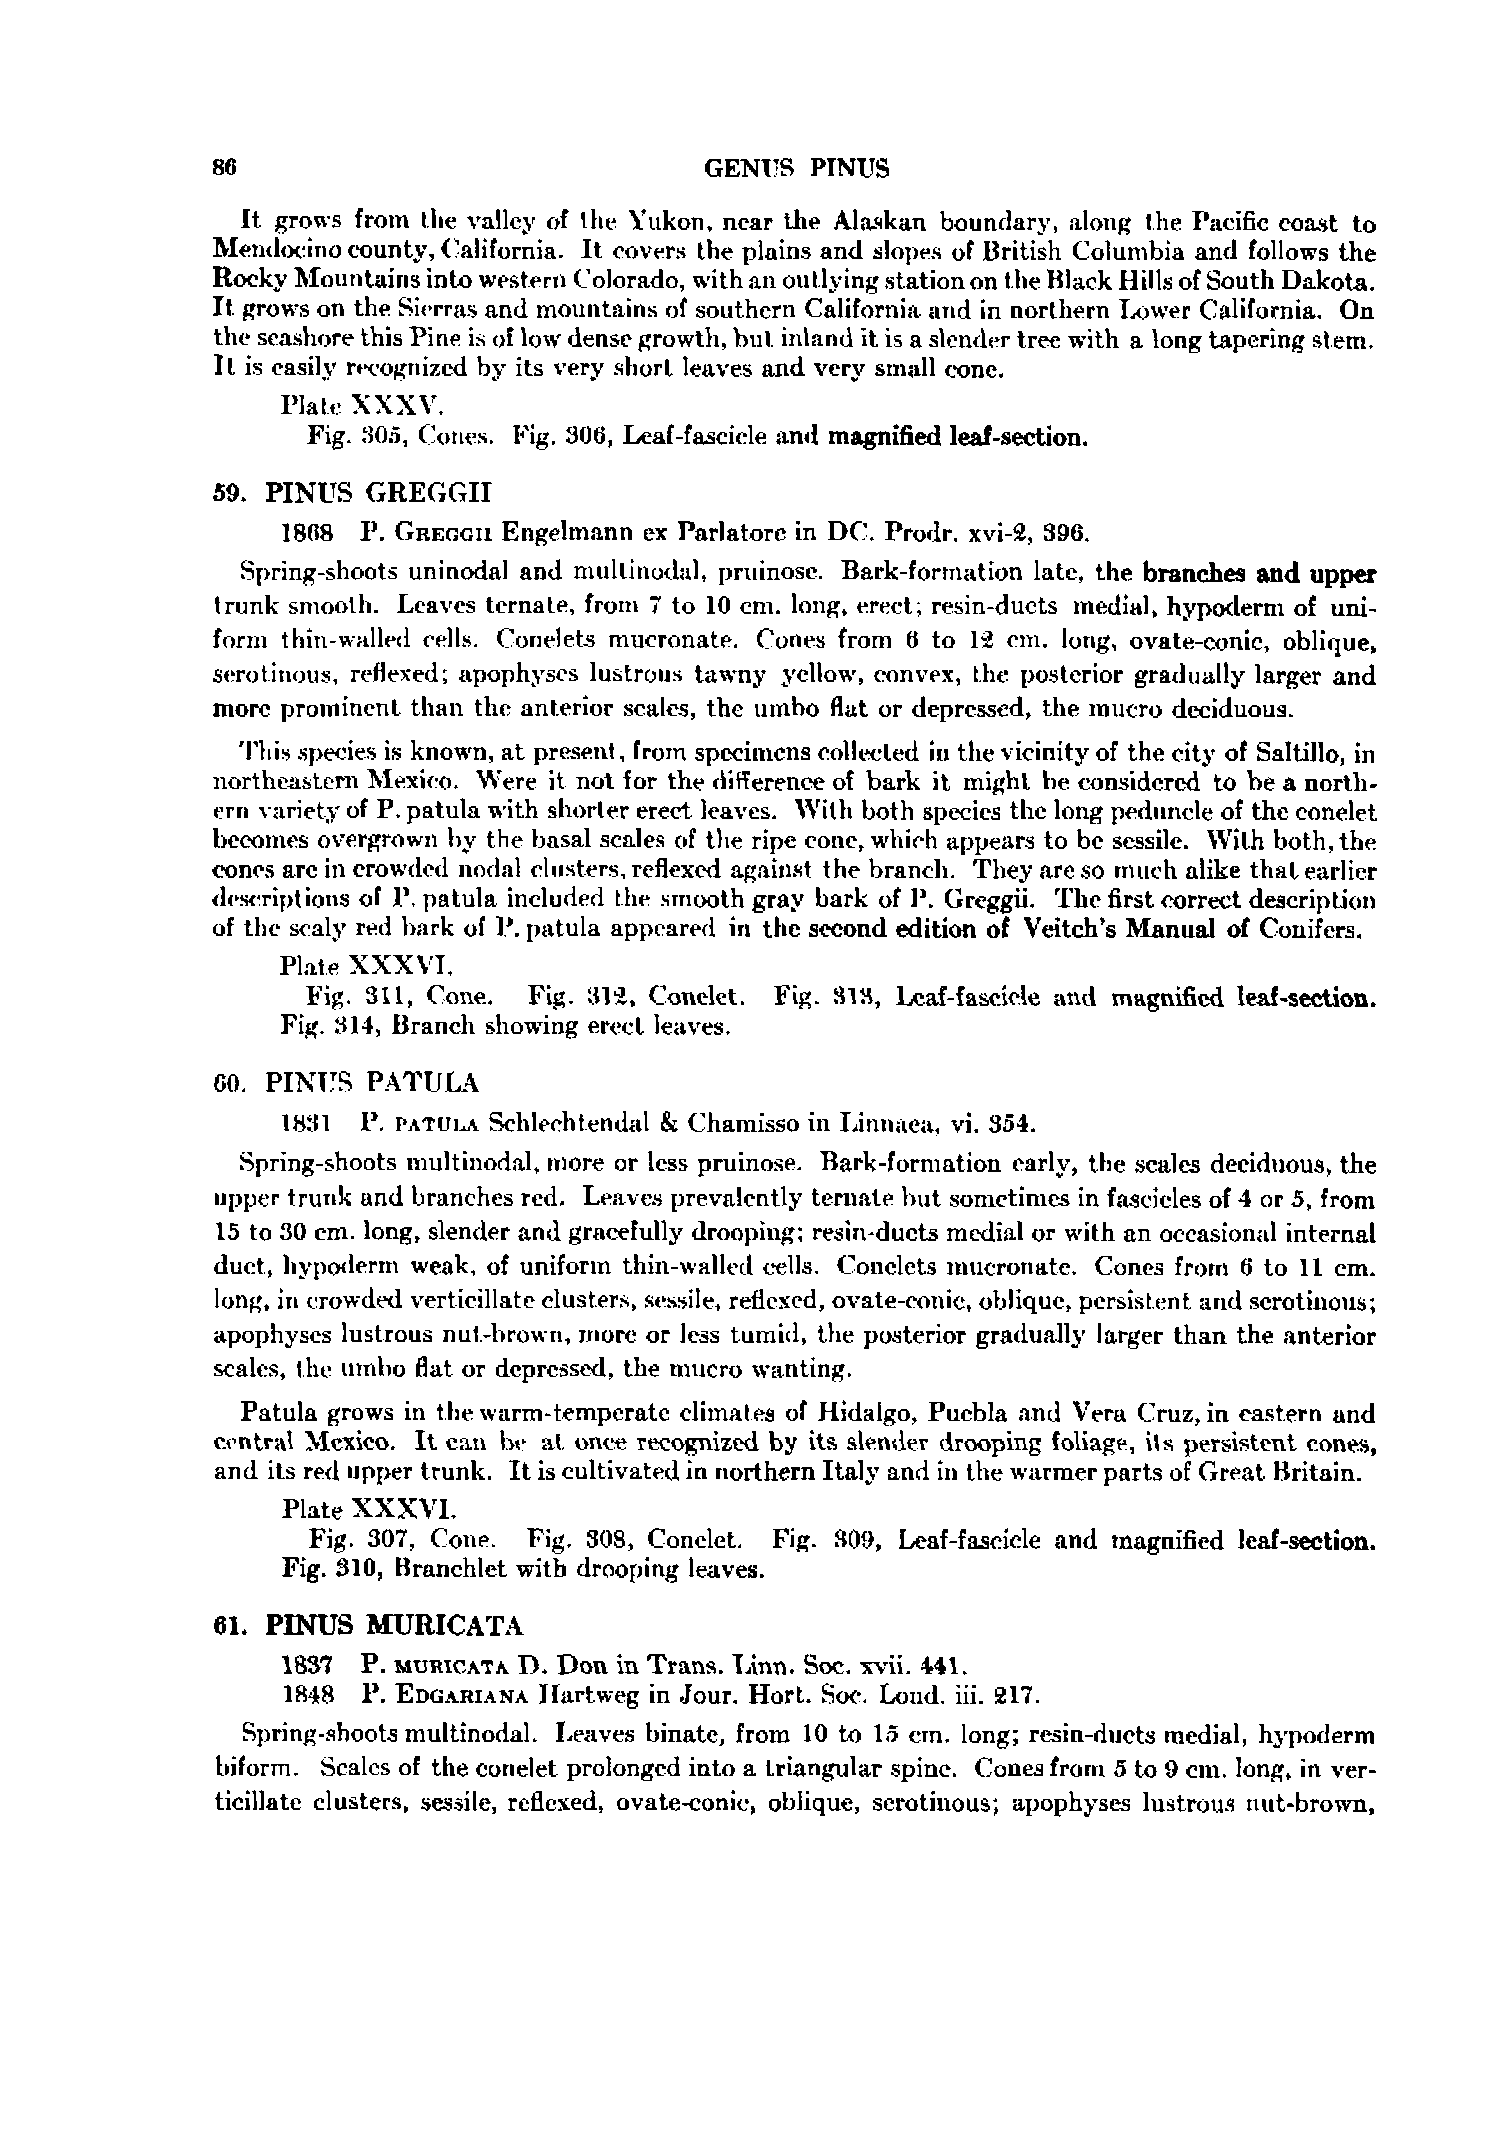 86 GENUS PINUS
It grows from the valley of the Yukon, near the Alaskan boundary, along the Pacific coast to
Mendocino county, California. It covers the plains and slopes of British Columbia and follows the
Rocky Mountains into western Colorado, with an outlying station on the Black Hills of South Dakota.
It grows on the Sierras and mountains of southern California and in northern Lower California. On
the seashore this Pine is of low dense growth, but inland it is a slender tree with a long tapering stem.
It is easily recognized by its very short leaves and very small cone.
Plate XXXV.
Fig. 305, Cones. Fig. 306, Leaf-fascicle and magnified leaf-section.
59. PINUS GREGGII
1868 P. GREGGII Engelmann ex Parlatore in DC. Prodr. xvi-2, 396.
Spring-shoots uninodal and multinodal, pruinose. Bark-formation late, the branches and upper
trunk smooth. Leaves ternate, from 7 to 10 cm. long, erect; resin-ducts medial, hypoderm of uni-
form thin-walled cells. Conelets mucronate. Cones from 6 to 12 cm. long, ovate-conic, oblique,
serotinous, reflexed; apophyses lustrous tawny yellow, convex, the posterior gradually larger and
more prominent than the anterior scales, the umbo flat or depressed, the mucro deciduous.
This species is known, at present, from specimens collected in the vicinity of the city of Saltillo, in
northeastern Mexico. Were it not for the difference of bark it might be considered to be a north-
ern variety of P. patula with shorter erect leaves. With both species the long peduncle of the conelet
becomes overgrown by the basal scales of the ripe cone, which appears to be sessile. With both, the
cones are in crowded nodal clusters, reflexed against the branch. They are so much alike that earlier
descriptions of P. patula included the smooth gray bark of P. Greggii. The first correct description
of the scaly red bark of P. patula appeared in the second edition of Veitch's Manual of Conifers.
Plate XXXVI.
Fig. 311, Cone. Fig. 312, Conelet. Fig. 313, Leaf-fascicle and magnified leaf-section.
Fig. 314, Branch showing erect leaves.
60. PINUS PATULA
1831 P. PATULA Schlechtendal & Chamisso in Linnaea, vi. 354.
Spring-shoots multinodal, more or less pruinose. Bark-formation early, the scales deciduous, the
upper trunk and branches red. Leaves prevalently ternate but sometimes in fascicles of 4 or 5, from
15 to 30 cm. long, slender and gracefully drooping; resin-ducts medial or with an occasional internal
duct, hypoderm weak, of uniform thin-walled cells. Conelets mucronate. Cones from 6 to 11 cm.
long, in crowded verticillate clusters, sessile, reflexed, ovate-conic, oblique, persistent and serotinous;
apophyses lustrous nut-brown, more or less tumid, the posterior gradually larger than the anterior
scales, the umbo flat or depressed, the mucro wanting.
Patula grows in the warm-temperate climates of Hidalgo, Puebla and Vera Cruz, in eastern and
central Mexico. It can be at once recognized by its slender drooping foliage, its persistent cones,
and its red upper trunk. It is cultivated in northern Italy and in the warmer parts of Great Britain.
Plate XXXVI.
Fig. 307, Cone. Fig. 308, Conelet. Fig. 309, Leaf-fascicle and magnified leaf-section.
Fig. 310, Branchlet with drooping leaves.
61. PINUS MURICATA
1837 P. MURICATA D. Don in Trans. Linn. Soc. xvii. 441.
1848 P. EDGARIANA Hartweg in Jour. Hort. Soc. Lond. iii. 217.
Spring-shoots multinodal. Leaves binate, from 10 to 15 cm. long; resin-ducts medial, hypoderm
biform. Scales of the conelet prolonged into a triangular spine. Cones from 5 to 9 cm. long, in ver-
ticillate clusters, sessile, reflexed, ovate-conic, oblique, serotinous; apophyses lustrous nut-brown,